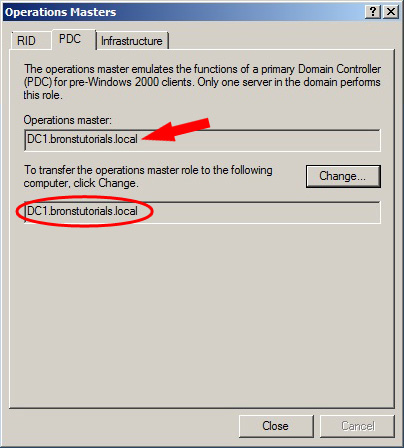 Operations Masters
RID PDC Infrastructure
The operations master emulates the functions of a primary Domain Controller
(PDC) for pre-Windows 2000 clients. Only one server in the domain performs
this role.
Operations master:
DC1.bronstutorials.local
To transfer the operations master role to the following
computer, click Change.
Change...
DC1.bronstutorials.local
Close Cancel